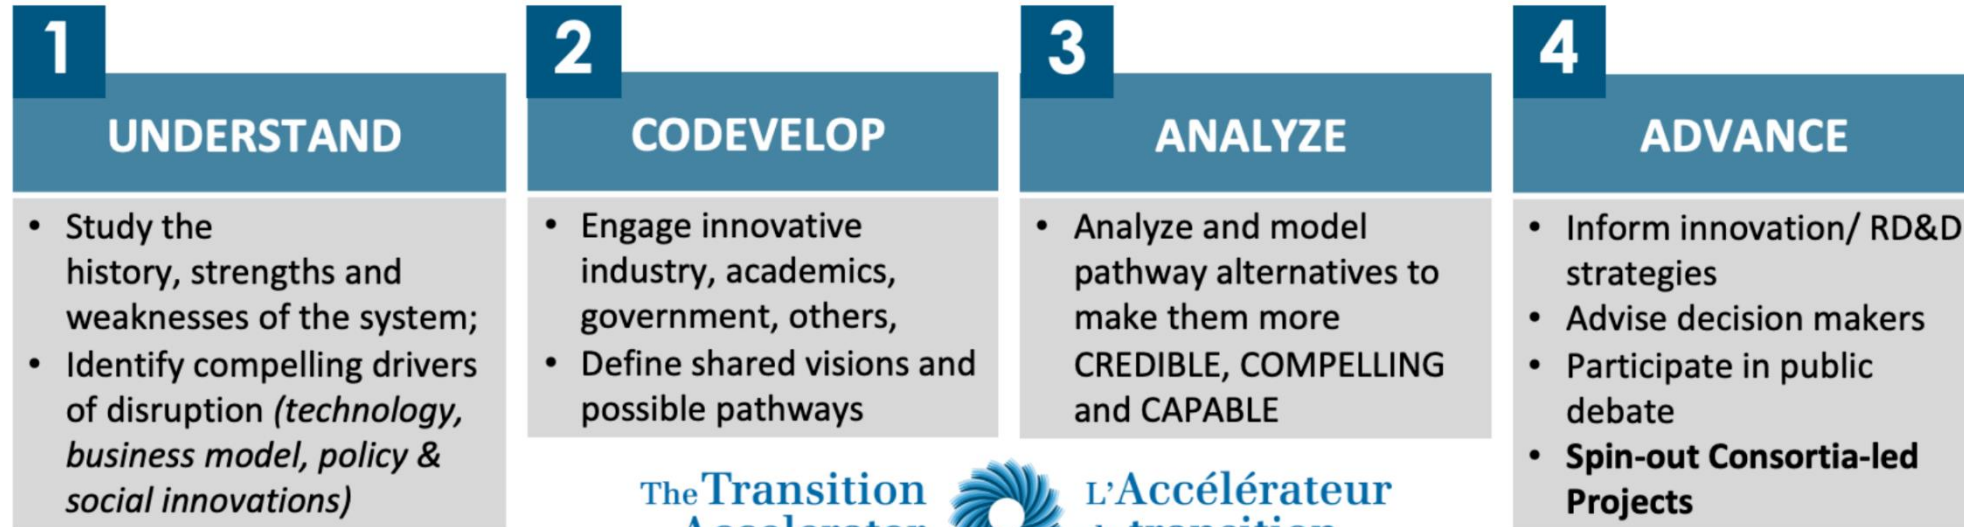 1
UNDERSTAND
• Study the
history, strengths and
weaknesses of the system;
• Identify compelling drivers
of disruption (technology,
business model, policy &
social innovations)
2
CODEVELOP
• Engage innovative
industry, academics,
government, others,
• Define shared visions and
possible pathways
3
ANALYZE
• Analyze and model
pathway alternatives to
make them more
CREDIBLE, COMPELLING
and CAPABLE
4
ADVANCE
• Inform innovation/ RD&D
strategies
• Advise decision makers
• Participate in public
debate
• Spin-out Consortia-led
Projects
The Transition
Accelerator
L'Accélérateur
de transition